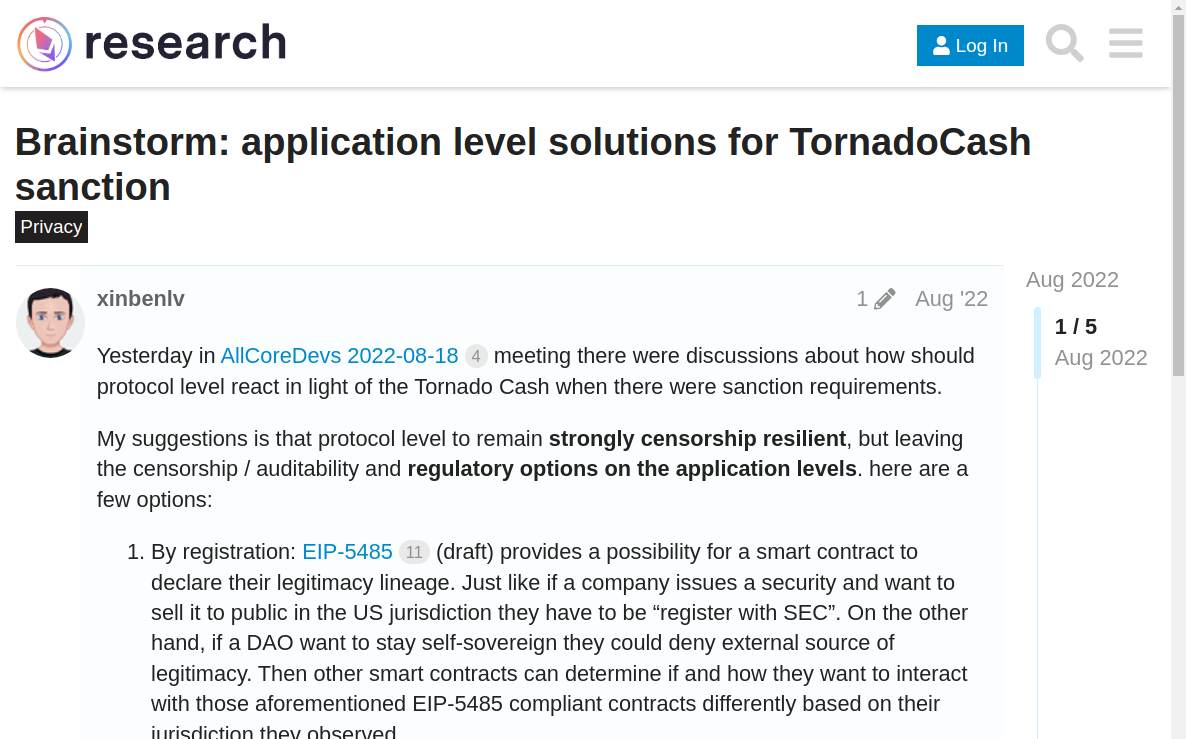 research
Log In
Brainstorm: application level solutions for TornadoCash
sanction
Privacy
xinbenlv
1
Aug '22
Aug 2022
1 / 5
Aug 2022
Yesterday in AllCoreDevs 2022-08-18 4 meeting there were discussions about how should
protocol level react in light of the Tornado Cash when there were sanction requirements.
My suggestions is that protocol level to remain strongly censorship resilient, but leaving
the censorship / auditability and regulatory options on the application levels. here are a
few options:
1. By registration: EIP-5485 11 (draft) provides a possibility for a smart contract to
declare their legitimacy lineage. Just like if a company issues a security and want to
sell it to public in the US jurisdiction they have to be “register with SEC”. On the other
hand, if a DAO want to stay self-sovereign they could deny external source of
legitimacy. Then other smart contracts can determine if and how they want to interact
with those aforementioned EIP-5485 compliant contracts differently based on their
jurisdiction they observed.